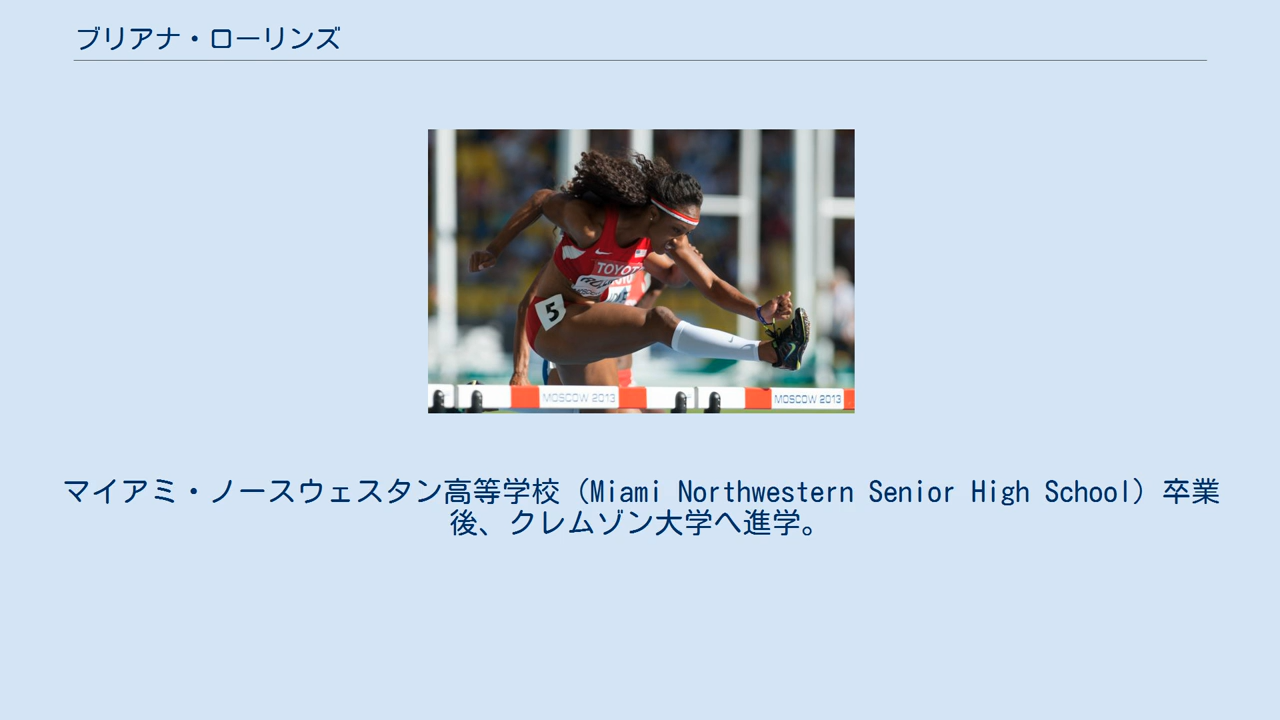 ブリアナ・ローリンズ
TOYOTA
5
MOSCOW 2013
MOSCOW 2013
マイアミ・ノースウェスタン高等学校（Miami Northwestern Senior High School）卒業
後、クレムゾン大学へ進学。